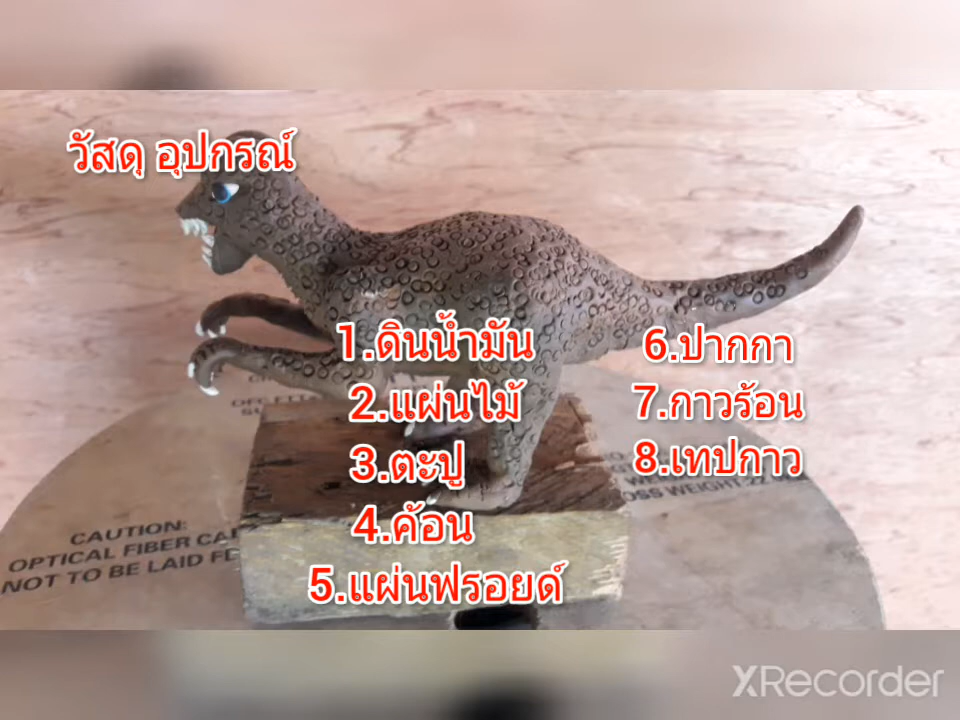 วัสดุ อุปกรณ์
1.ดินน้ำมัน
2.แผ่นไม้
3.ตะปู
4.ค้อน
5.แผ่นฟรอยด์
6.ปากกา
7.กาวร้อน
8.เทปกาว
CAUTION:
OPTICAL FIBER
NOT TO BE LAID
WEIGHT 22
XRecorder